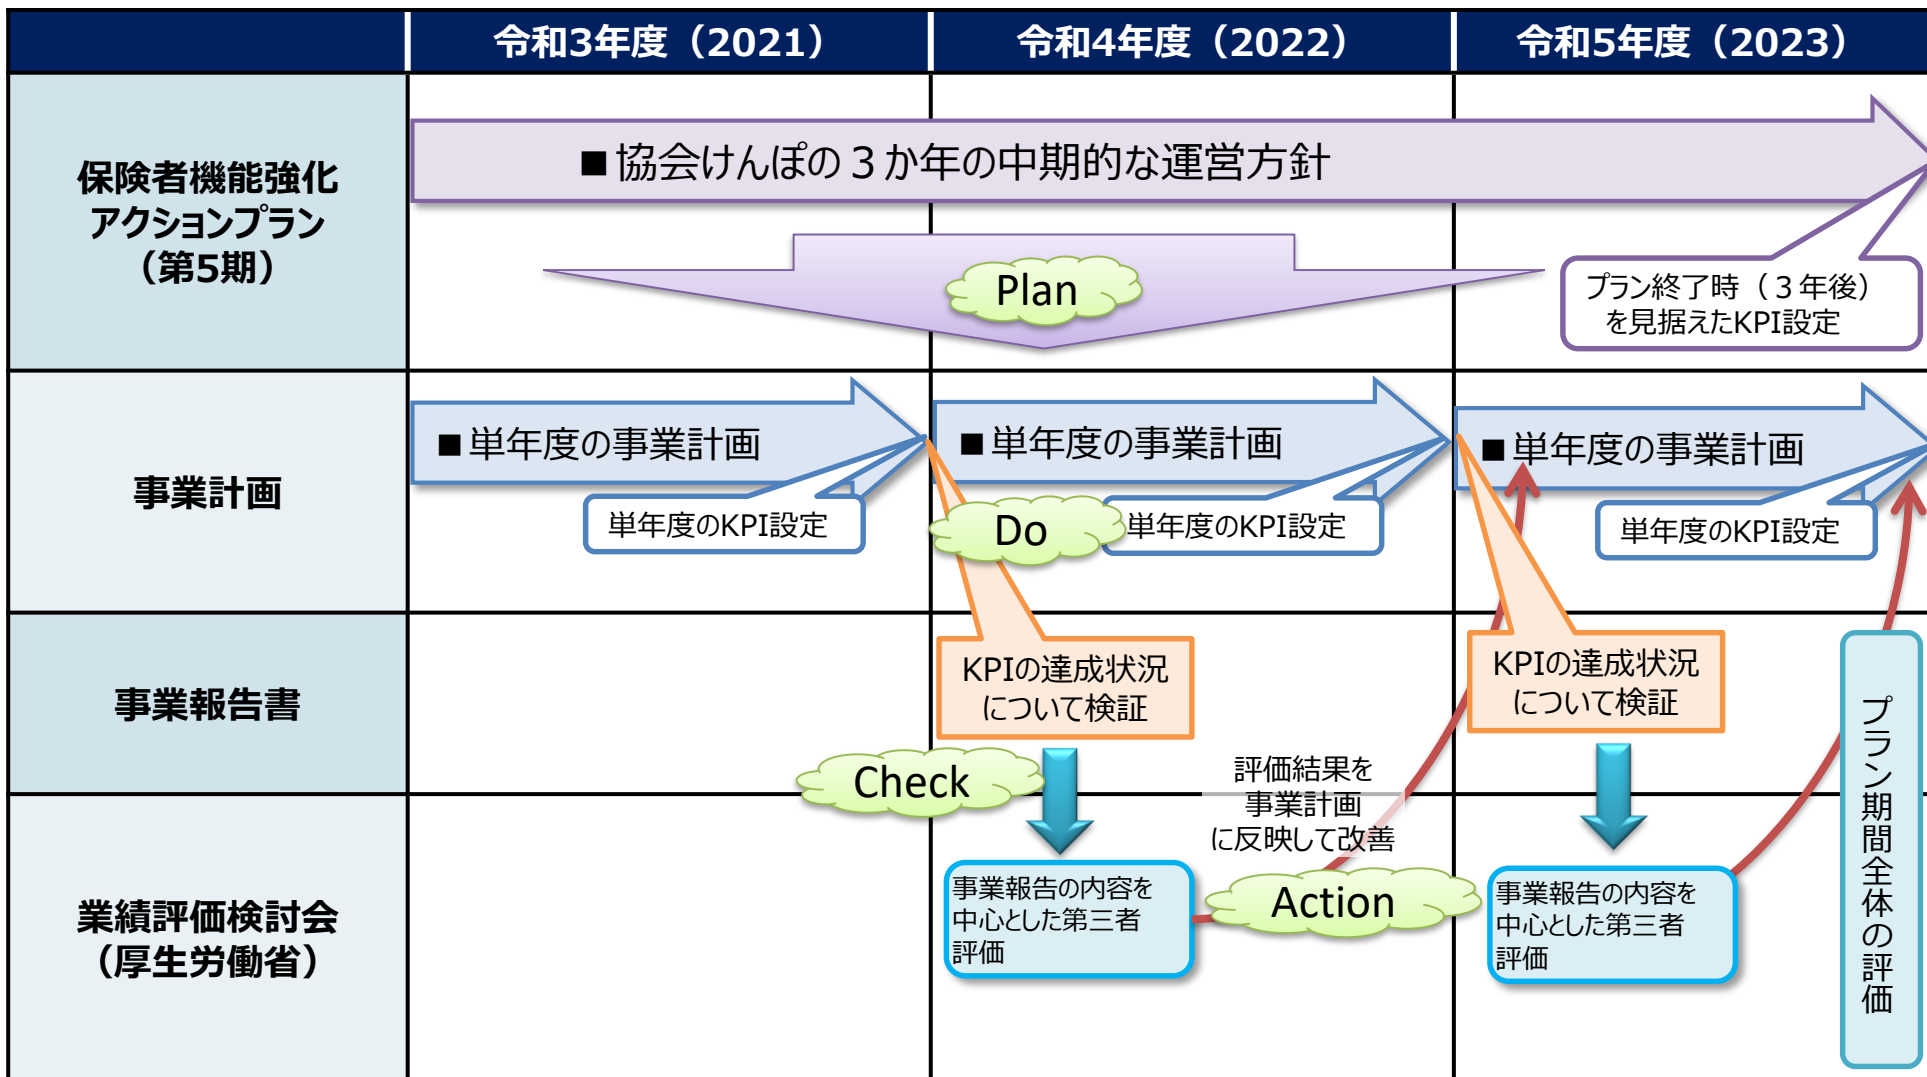 令和3年度（2021）
令和4年度（2022）
令和5年度（2023）
保険者機能強化
アクションプラン
（第5期）
■協会けんぽの３か年の中期的な運営方針
Plan
プラン終了時（３年後）
を見据えたKPI設定
事業計画
■単年度の事業計画
単年度のKPI設定
■単年度の事業計画
Do
単年度のKPI設定
■単年度の事業計画
単年度のKPI設定
事業報告書
KPIの達成状況
について検証
KPIの達成状況
について検証
Check
評価結果を
事業計画
に反映して改善
業績評価検討会
（厚生労働省）
事業報告の内容を
中心とした第三者
評価
Action
事業報告の内容を
中心とした第三者
評価
プラン期間全体の評価